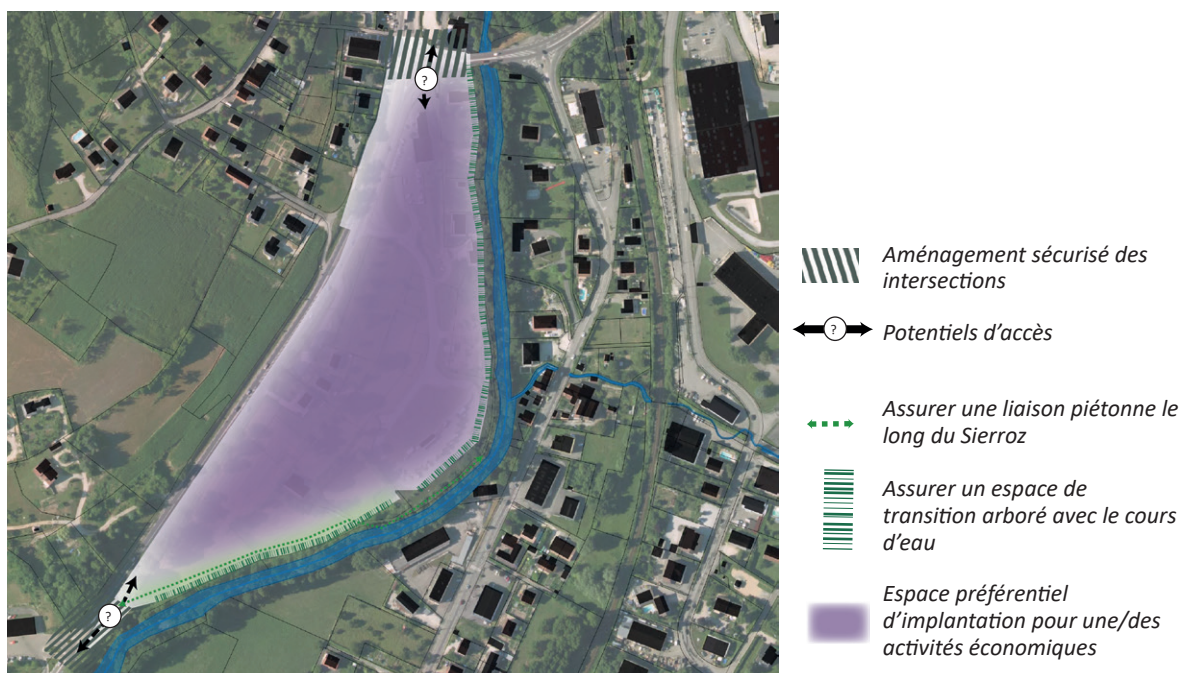 ?
?
Aménagement sécurisé des
intersections
?
Potentiels d'accès
Assurer une liaison piétonne le
long du Sierroz
Assurer un espace de
transition arboré avec le cours
d'eau
Espace préférentiel
d'implantation pour une/des
activités économiques